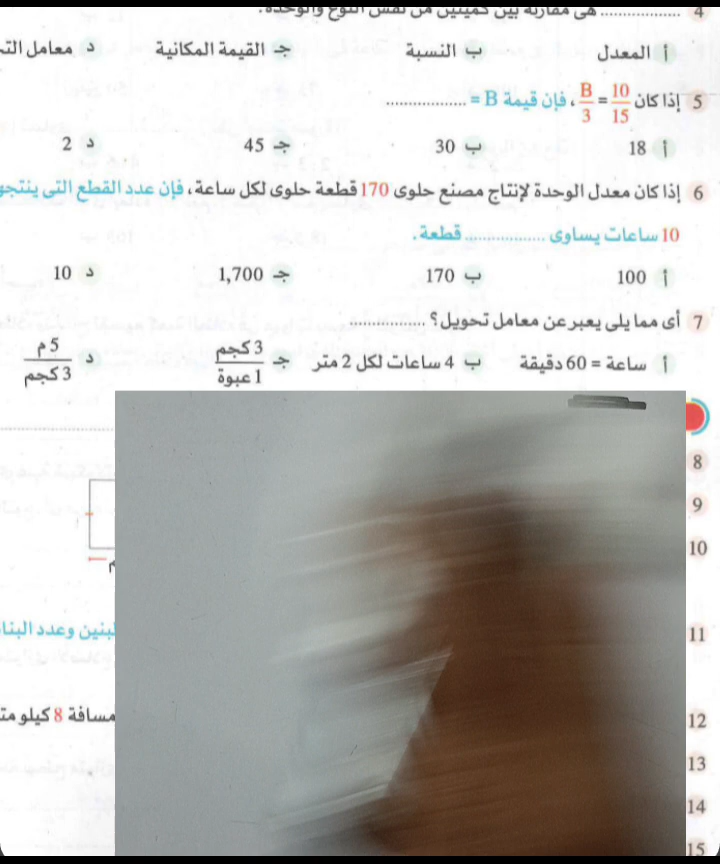 4 .................. هى مقارنة بين كميتين من نفس النوع والوحدة.
أ المعدل ب النسبة جـ القيمة المكانية د معامل
5 إذا كان 10/15 = B/3 ، فإن قيمة B = ..................
أ 18 ب 30 جـ 45 د 2
6 إذا كان معدل الوحدة لإنتاج مصنع حلوى 170 قطعة حلوى لكل ساعة، فإن عدد القطع التى
10 ساعات يساوى .................. قطعة.
أ 100 ب 170 جـ 1,700 د 10
7 أى مما يلى يعبر عن معامل تحويل؟
أ ساعة = 60 دقيقة ب 4 ساعات لكل 2 متر جـ 3 كجم / 1 عبوة د 5 م / 3 كجم
8
9
10
م
11 وعدد
12 مسافة 8 كيلو
13
14
15